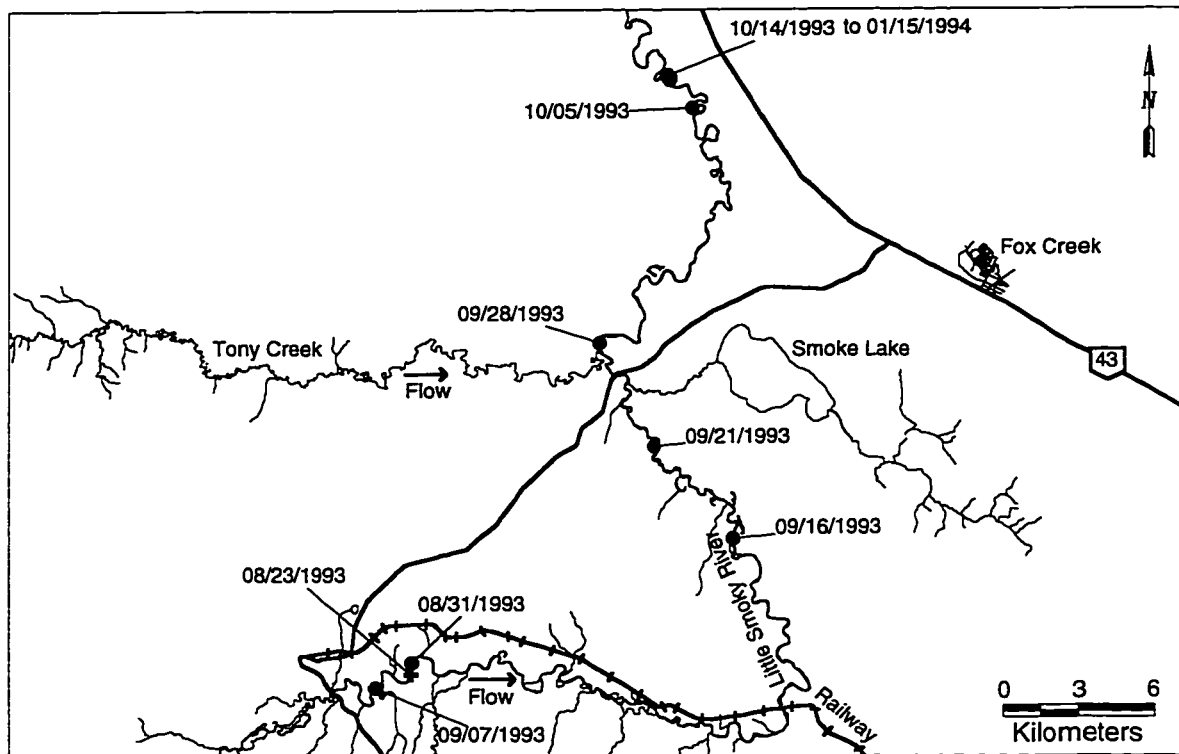 10/14/1993 to 01/15/1994
10/05/1993
N
Fox Creek
09/28/1993
Tony Creek
Smoke Lake
43
Flow
09/21/1993
09/16/1993
Little Smoky River
08/23/1993
08/31/1993
Flow
Railway
0 3 6
Kilometers
09/07/1993